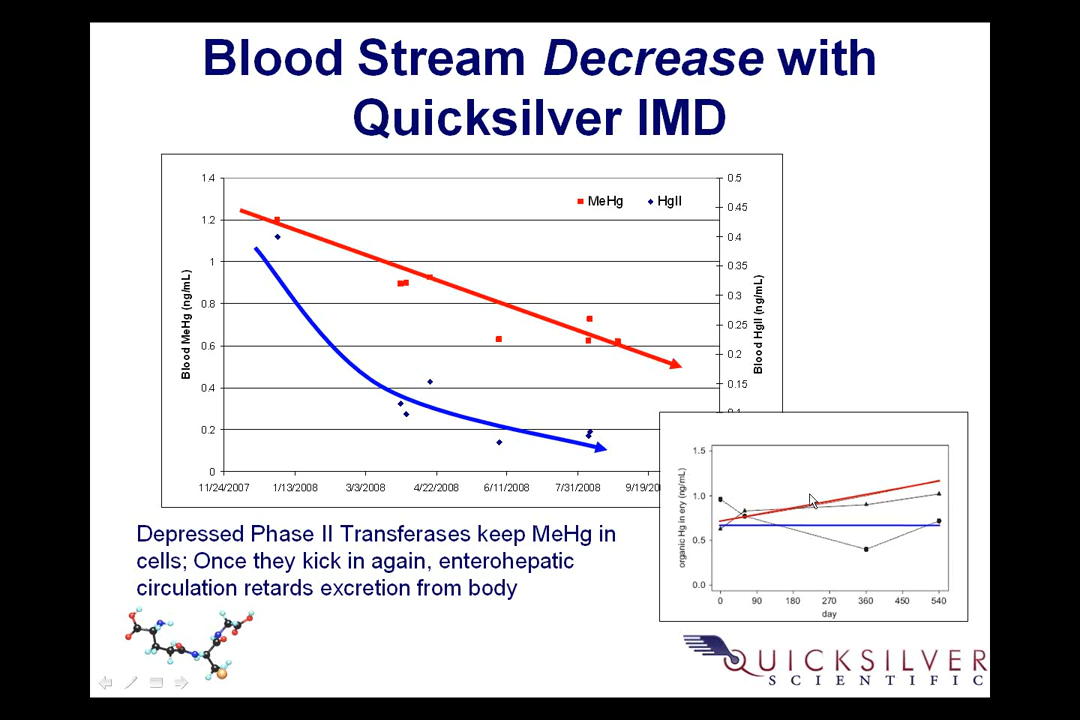 Blood Stream Decrease with
Quicksilver IMD
MeHg
HgII
1.4
1.2
1
0.8
0.6
0.4
0.2
0
Blood MeHg (ng/mL)
0.5
0.45
0.4
0.35
0.3
0.25
0.2
0.15
Blood HgII (ng/mL)
11/24/2007 1/13/2008 3/3/2008 4/22/2008 6/11/2008 7/31/2008
1.5
1.0
0.5
0.0
organic Hg in ery (ng/mL)
0 90 180 270 360 450 540
day
Depressed Phase II Transferases keep MeHg in
cells; Once they kick in again, enterohepatic
circulation retards excretion from body
QUICKSILVER
SCIENTIFIC